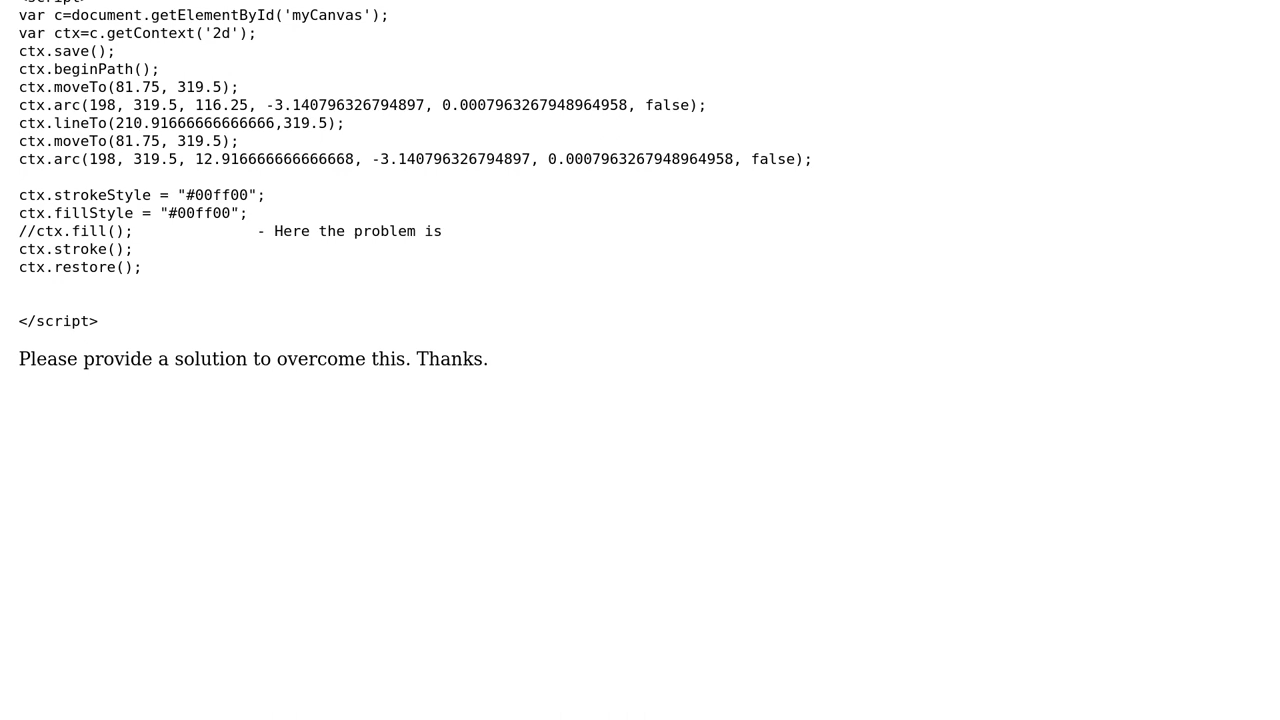 <script>
var c=document.getElementById('myCanvas');
var ctx=c.getContext('2d');
ctx.save();
ctx.beginPath();
ctx.moveTo(81.75, 319.5);
ctx.arc(198, 319.5, 116.25, -3.140796326794897, 0.0007963267948964958, false);
ctx.lineTo(210.91666666666666,319.5);
ctx.moveTo(81.75, 319.5);
ctx.arc(198, 319.5, 12.916666666666668, -3.140796326794897, 0.0007963267948964958, false);
ctx.strokeStyle = "#00ff00";
ctx.fillStyle = "#00ff00";
//ctx.fill();              - Here the problem is
ctx.stroke();
ctx.restore();
</script>
Please provide a solution to overcome this. Thanks.